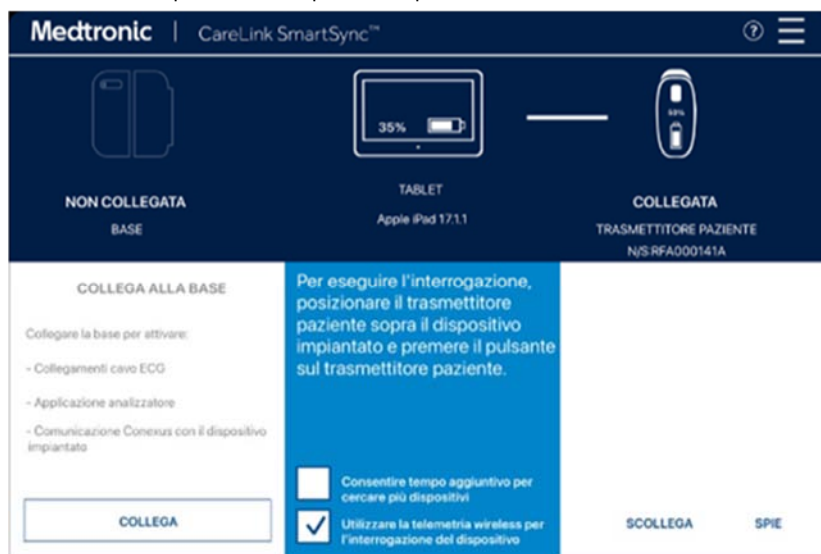 Medtronic | CareLink SmartSync™
?
35%
50%
NON COLLEGATA
BASE
TABLET
Apple iPad 17.1.1
COLLEGATA
TRASMETTITORE PAZIENTE
N/S:RFA000141A
COLLEGA ALLA BASE
Collegare la base per attivare:
- Collegamenti cavo ECG
- Applicazione analizzatore
- Comunicazione Conexus con il dispositivo
impiantato
COLLEGA
Per eseguire l'interrogazione,
posizionare il trasmettitore
paziente sopra il dispositivo
impiantato e premere il pulsante
sul trasmettitore paziente.
Consentire tempo aggiuntivo per
cercare più dispositivi
Utilizzare la telemetria wireless per
l'interrogazione del dispositivo
SCOLLEGA
SPIE